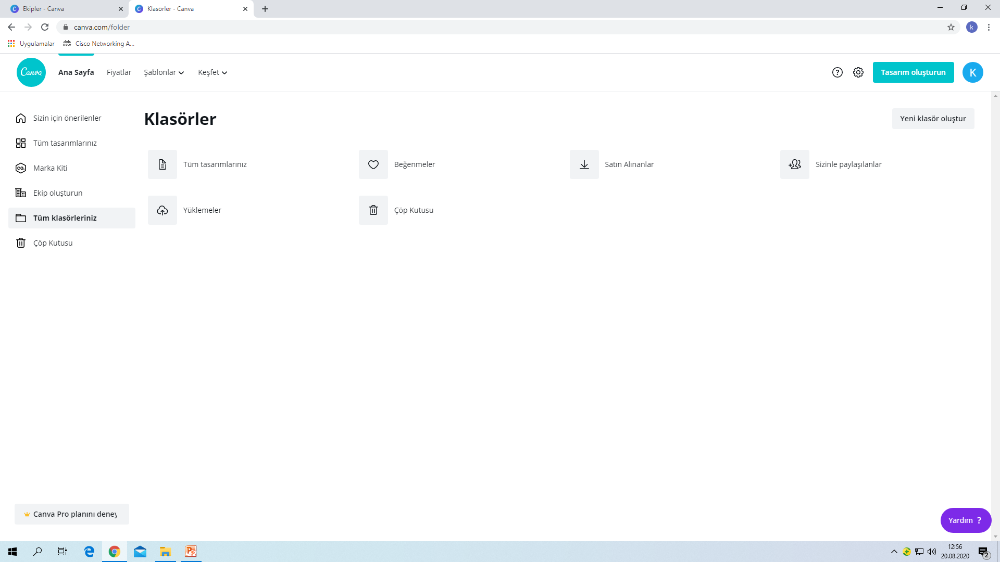 Ekipler - Canva
Klasörler - Canva
canva.com/folder
k
Uygulamalar
Cisco Networking A...
Canva
Ana Sayfa
Fiyatlar
Şablonlar
Keşfet
Tasarım oluşturun
K
Sizin için önerilenler
Tüm tasarımlarınız
Marka Kiti
Ekip oluşturun
Tüm klasörleriniz
Çöp Kutusu
Klasörler
Yeni klasör oluştur
Tüm tasarımlarınız
Beğenmeler
Satın Alınanlar
Sizinle paylaşılanlar
Yüklemeler
Çöp Kutusu
Canva Pro planını deney
Yardım ?
12:56
20.08.2020
2